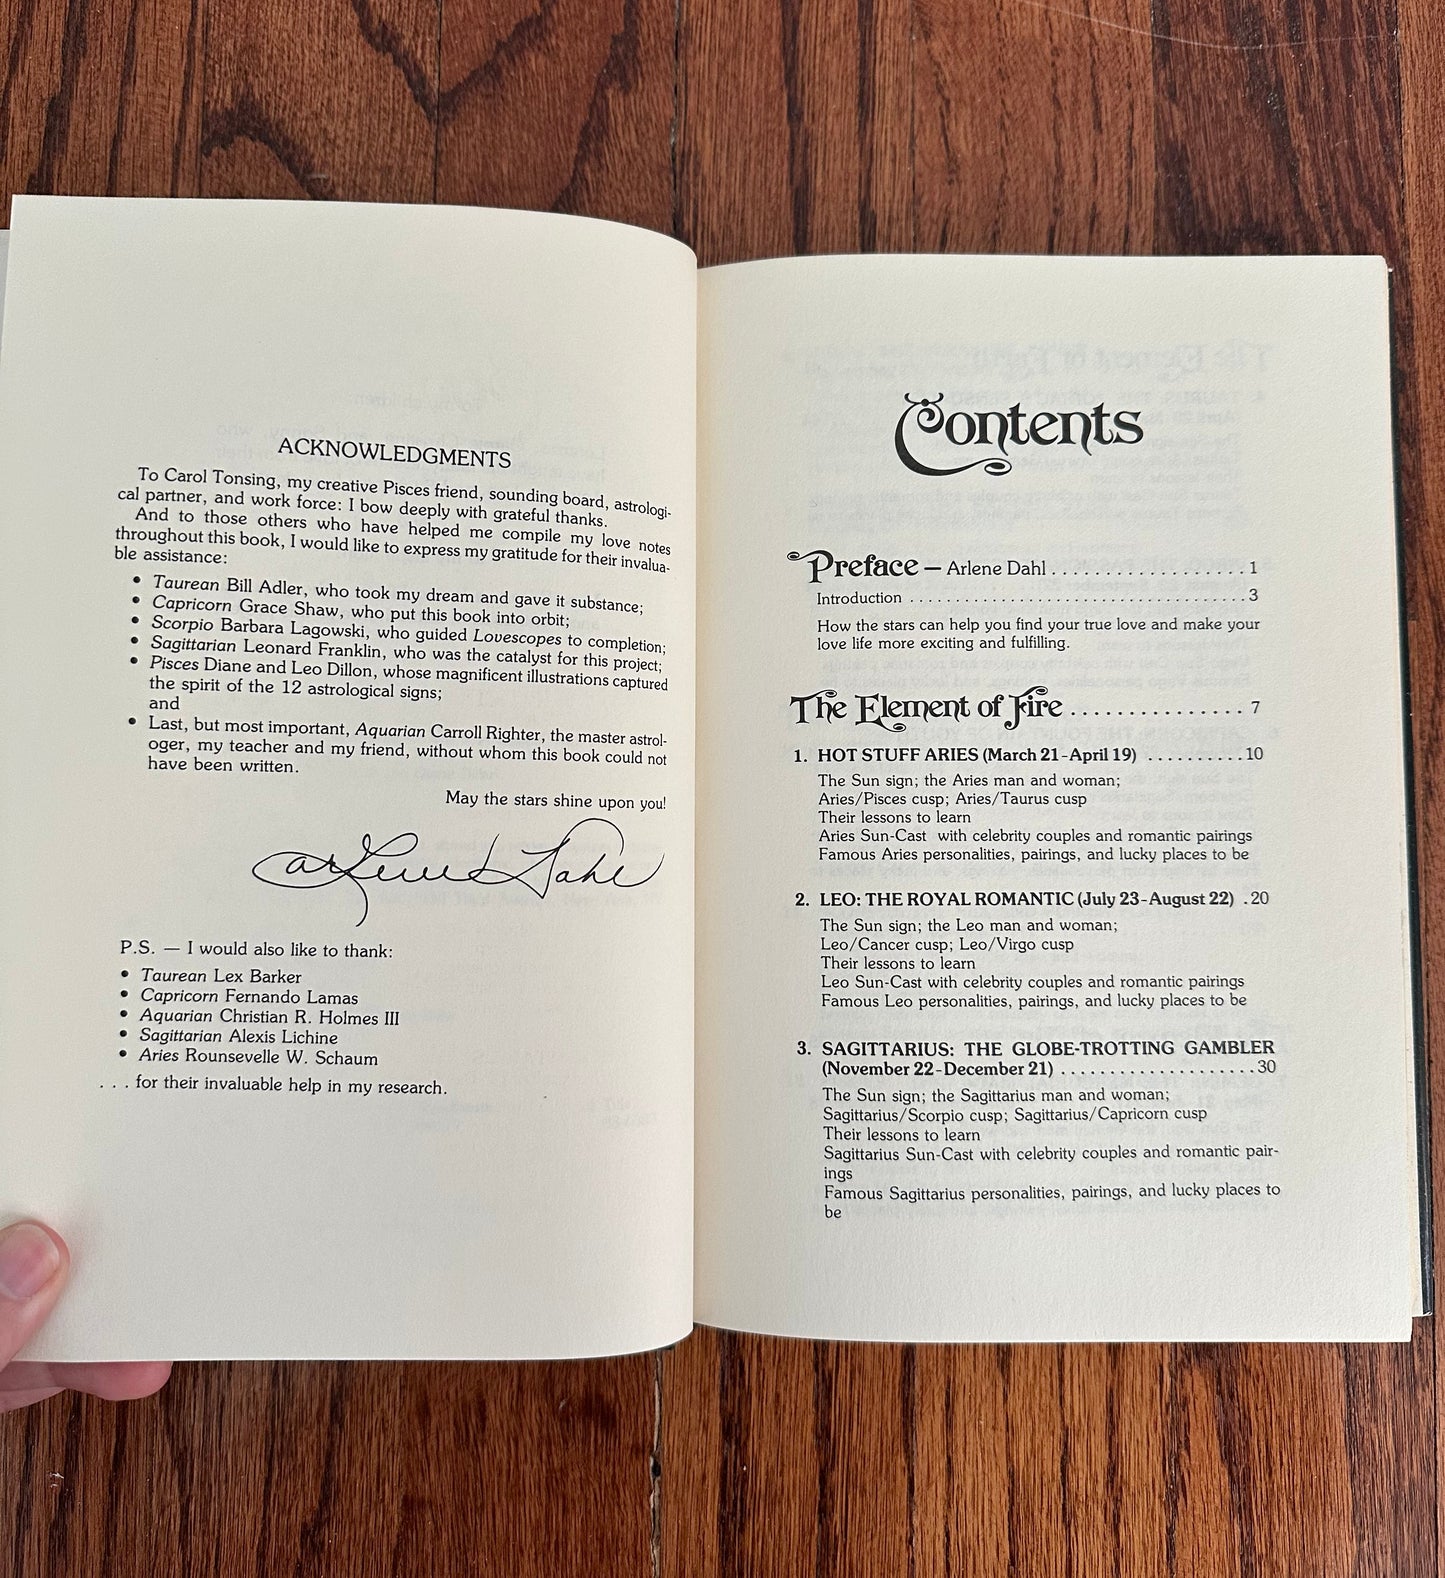 ACKNOWLEDGMENTS
To Carol Tonsing, my creative Pisces friend, sounding board, astrologi-
cal partner, and work force: I bow deeply with grateful thanks.
And to those others who have helped me compile my love notes
throughout this book, I would like to express my gratitude for their invalua-
ble assistance:
• Taurean Bill Adler, who took my dream and gave it substance;
• Capricorn Grace Shaw, who put this book into orbit;
• Scorpio Barbara Lagowski, who guided Lovescopes to completion;
• Sagittarian Leonard Franklin, who was the catalyst for this project;
• Pisces Diane and Leo Dillon, whose magnificent illustrations captured
the spirit of the 12 astrological signs;
and
• Last, but most important, Aquarian Carroll Righter, the master astrol-
oger, my teacher and my friend, without whom this book could not
have been written.
May the stars shine upon you!
Arlene Dahl
P.S. — I would also like to thank:
• Taurean Lex Barker
• Capricorn Fernando Lamas
• Aquarian Christian R. Holmes III
• Sagittarian Alexis Lichine
• Aries Rounsevelle W. Schaum
. . . for their invaluable help in my research.
Contents
Preface — Arlene Dahl . . . . . . . . . . . . . . . . . . 1
Introduction . . . . . . . . . . . . . . . . . . . . . . . . . . . . . . . . . . 3
How the stars can help you find your true love and make your
love life more exciting and fulfilling.
The Element of Fire . . . . . . . . . . . . . . . 7
1. HOT STUFF ARIES (March 21-April 19) . . . . . . . . . . 10
The Sun sign; the Aries man and woman;
Aries/Pisces cusp; Aries/Taurus cusp
Their lessons to learn
Aries Sun-Cast with celebrity couples and romantic pairings
Famous Aries personalities, pairings, and lucky places to be
2. LEO: THE ROYAL ROMANTIC (July 23-August 22) . 20
The Sun sign; the Leo man and woman;
Leo/Cancer cusp; Leo/Virgo cusp
Their lessons to learn
Leo Sun-Cast with celebrity couples and romantic pairings
Famous Leo personalities, pairings, and lucky places to be
3. SAGITTARIUS: THE GLOBE-TROTTING GAMBLER
(November 22-December 21) . . . . . . . . . . . . . . . . . . . 30
The Sun sign; the Sagittarius man and woman;
Sagittarius/Scorpio cusp; Sagittarius/Capricorn cusp
Their lessons to learn
Sagittarius Sun-Cast with celebrity couples and romantic pair-
ings
Famous Sagittarius personalities, pairings, and lucky places to
be